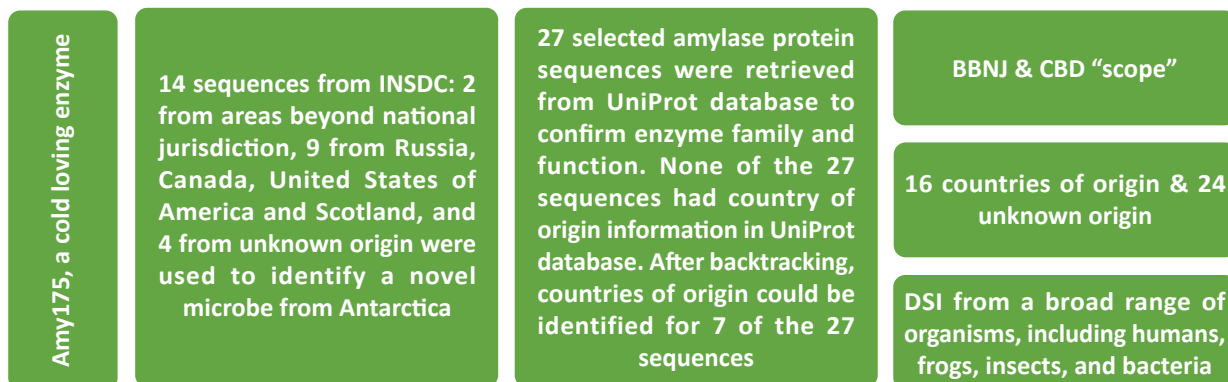 Amy175, a cold loving enzyme
14 sequences from INSDC: 2
from areas beyond national
jurisdiction, 9 from Russia,
Canada, United States of
America and Scotland, and
4 from unknown origin were
used to identify a novel
microbe from Antarctica
27 selected amylase protein
sequences were retrieved
from UniProt database to
confirm enzyme family and
function. None of the 27
sequences had country of
origin information in UniProt
database. After backtracking,
countries of origin could be
identified for 7 of the 27
sequences
BBNJ & CBD “scope”
16 countries of origin & 24
unknown origin
DSI from a broad range of
organisms, including humans,
frogs, insects, and bacteria